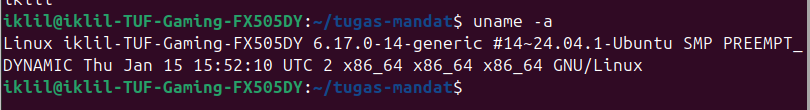 iklil
iklil@iklil-TUF-Gaming-FX505DY:~/tugas-mandat$ uname -a
Linux iklil-TUF-Gaming-FX505DY 6.17.0-14-generic #14~24.04.1-Ubuntu SMP PREEMPT_
DYNAMIC Thu Jan 15 15:52:10 UTC 2 x86_64 x86_64 x86_64 GNU/Linux
iklil@iklil-TUF-Gaming-FX505DY:~/tugas-mandat$